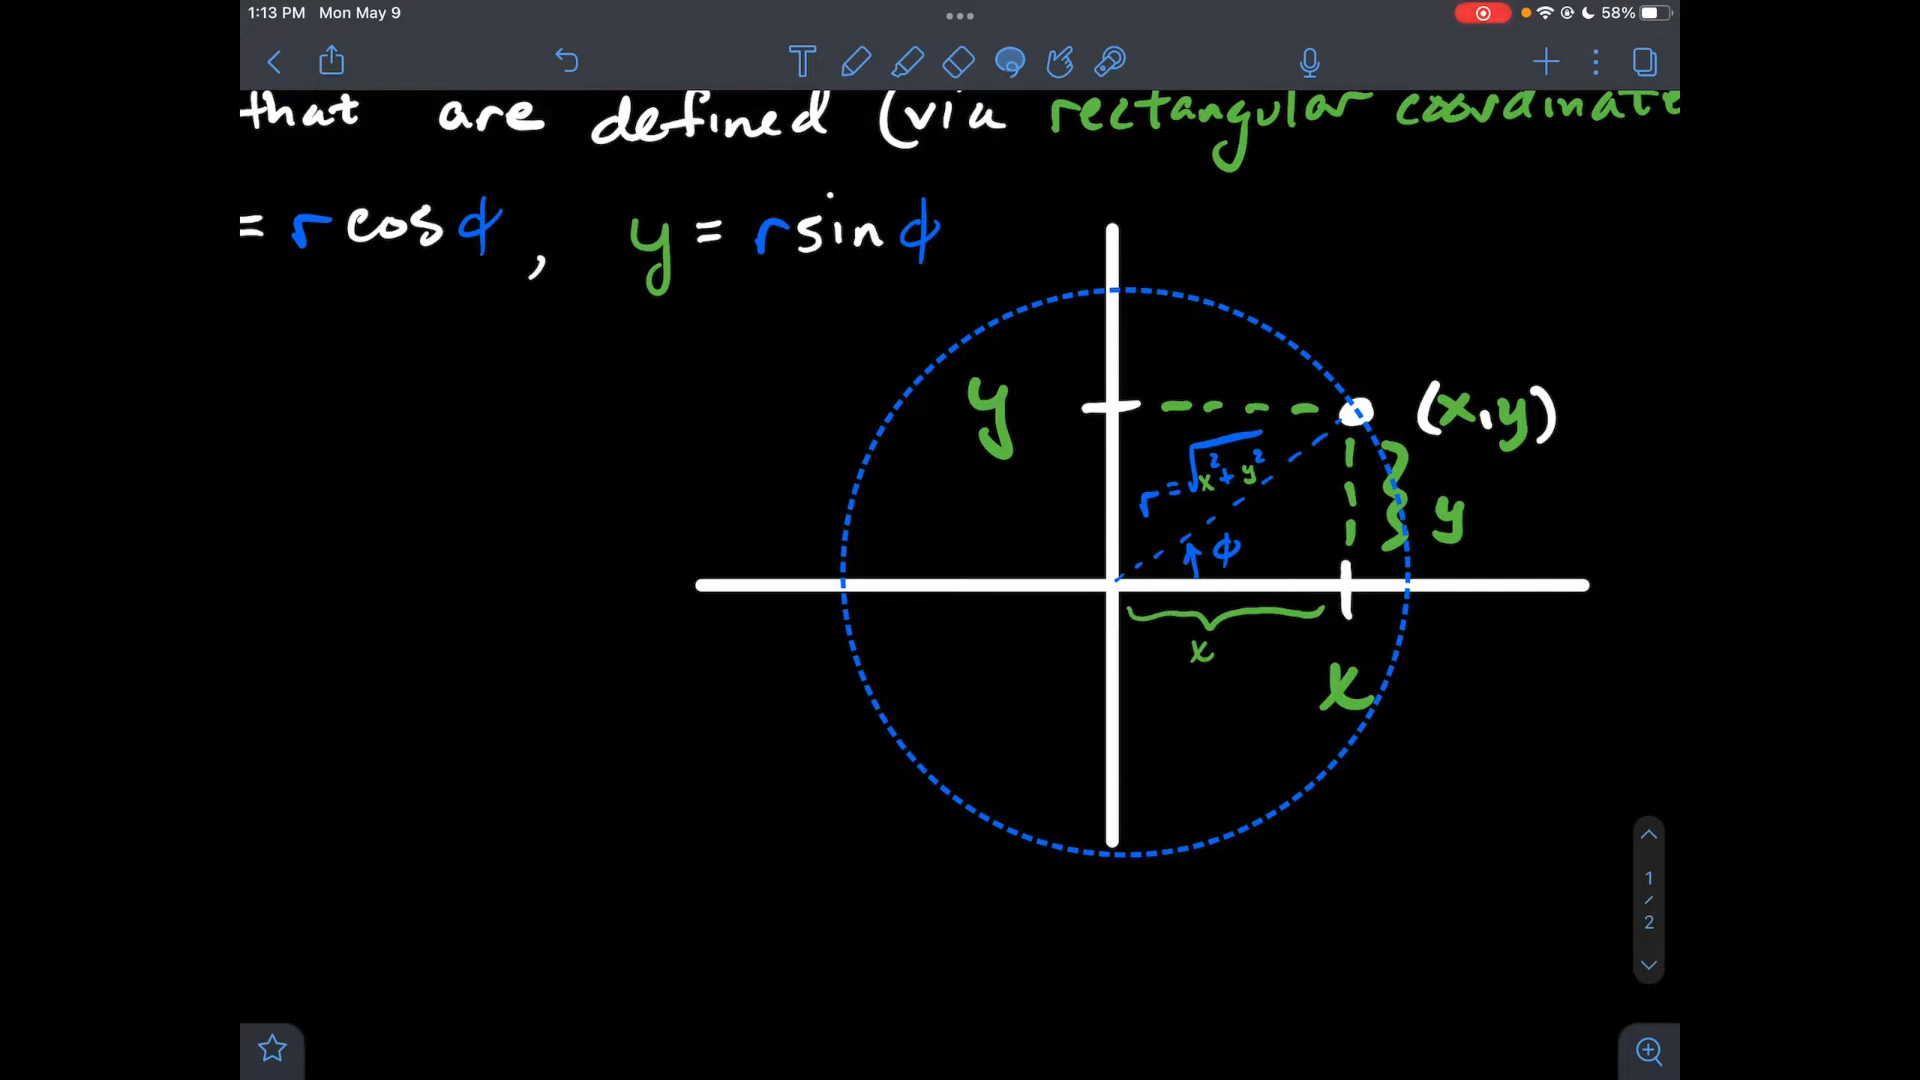 1:13 PM Mon May 9
58%
that are defined (via rectangular coordinate
= r cos ϕ , y = r sin ϕ
y
(x,y)
r = √x² + y²
y
ϕ
x
x
1
/
2